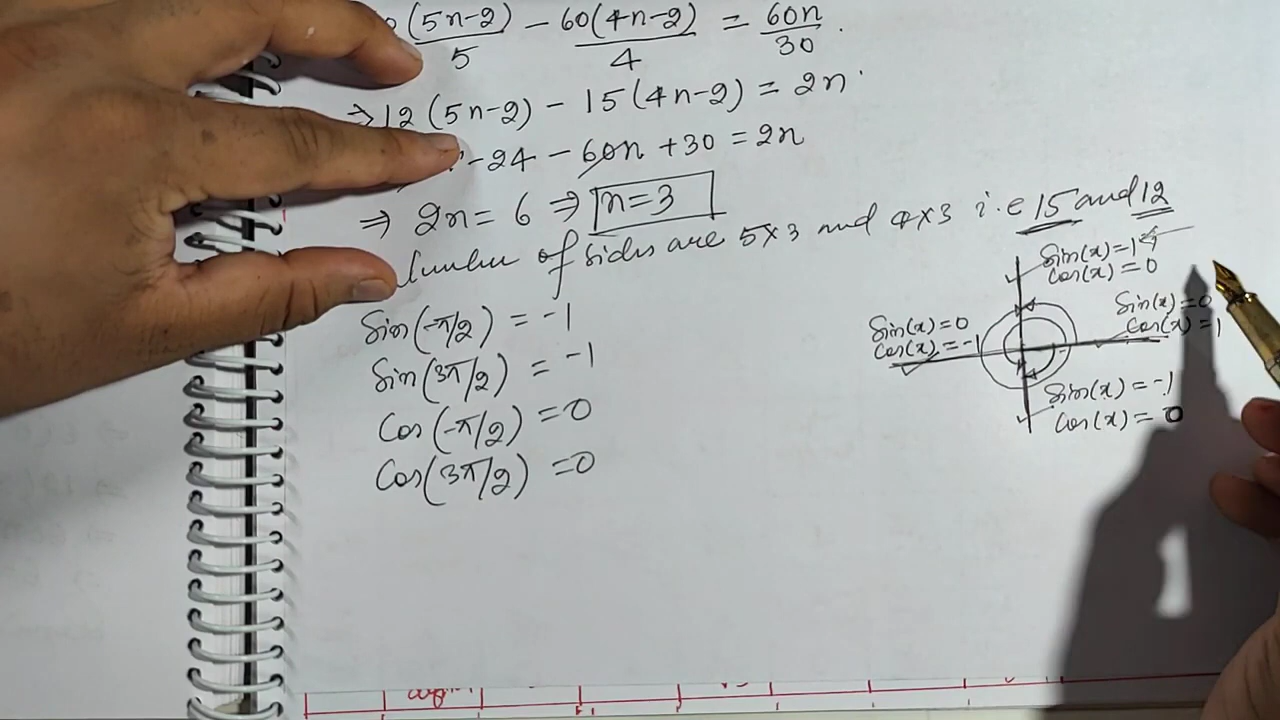 (5n-2)/5 - 60(4n-2)/4 = 60n/30.
⇒ 12(5n-2) - 15(4n-2) = 2n.
-24 - 60n + 30 = 2n
⇒ 2n = 6 ⇒ n=3
of sides are 5×3 and 4×3 i.e 15 and 12
Sin(-π/2) = -1
Sin(3π/2) = -1
Cos(-π/2) = 0
Cos(3π/2) = 0
Sin(x)=1
Cos(x)=0
Sin(x)=0
Cos(x)=-1
Sin(x)=0
Cos(x)=1
Sin(x)=-1
Cos(x)=0